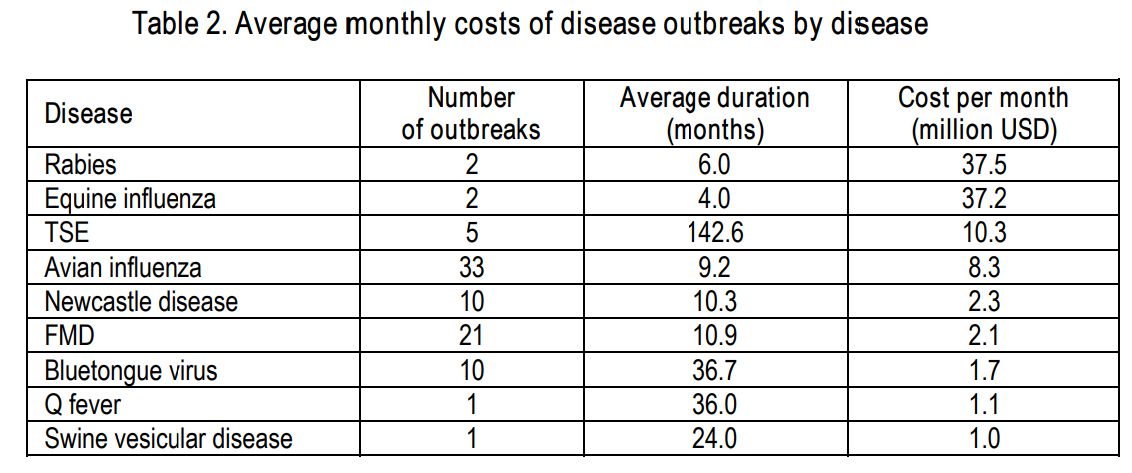 Table 2. Average monthly costs of disease outbreaks by disease
Disease Number of outbreaks Average duration (months) Cost per month (million USD)
Rabies 2 6.0 37.5
Equine influenza 2 4.0 37.2
TSE 5 142.6 10.3
Avian influenza 33 9.2 8.3
Newcastle disease 10 10.3 2.3
FMD 21 10.9 2.1
Bluetongue virus 10 36.7 1.7
Q fever 1 36.0 1.1
Swine vesicular disease 1 24.0 1.0